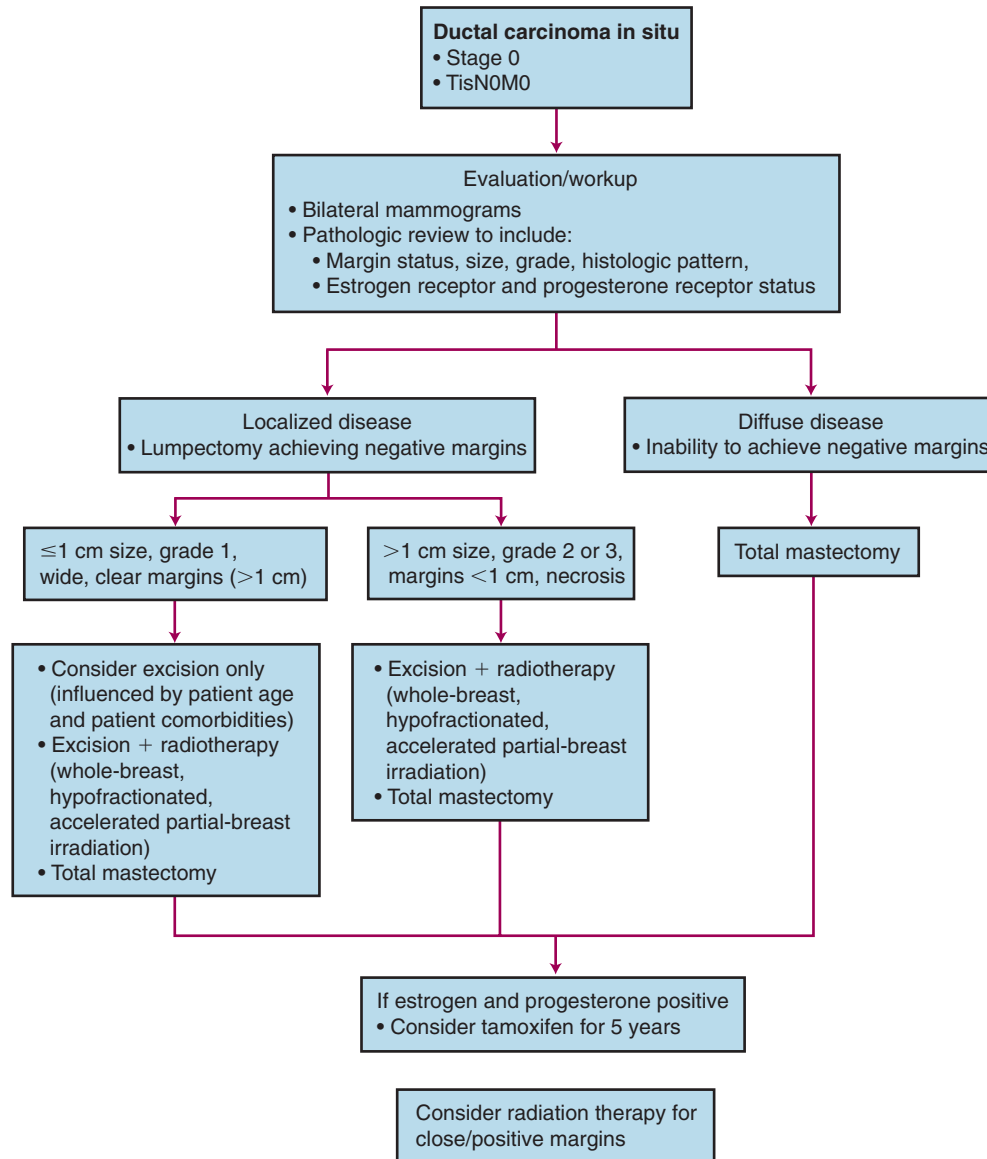 Ductal carcinoma in situ
• Stage 0
• TisN0M0
Evaluation/workup
• Bilateral mammograms
• Pathologic review to include:
• Margin status, size, grade, histologic pattern,
• Estrogen receptor and progesterone receptor status
Localized disease
• Lumpectomy achieving negative margins
Diffuse disease
• Inability to achieve negative margins
≤1 cm size, grade 1,
wide, clear margins (>1 cm)
>1 cm size, grade 2 or 3,
margins <1 cm, necrosis
Total mastectomy
• Consider excision only
(influenced by patient age
and patient comorbidities)
• Excision + radiotherapy
(whole-breast,
hypofractionated,
accelerated partial-breast
irradiation)
• Total mastectomy
• Excision + radiotherapy
(whole-breast,
hypofractionated,
accelerated partial-breast
irradiation)
• Total mastectomy
If estrogen and progesterone positive
• Consider tamoxifen for 5 years
Consider radiation therapy for
close/positive margins